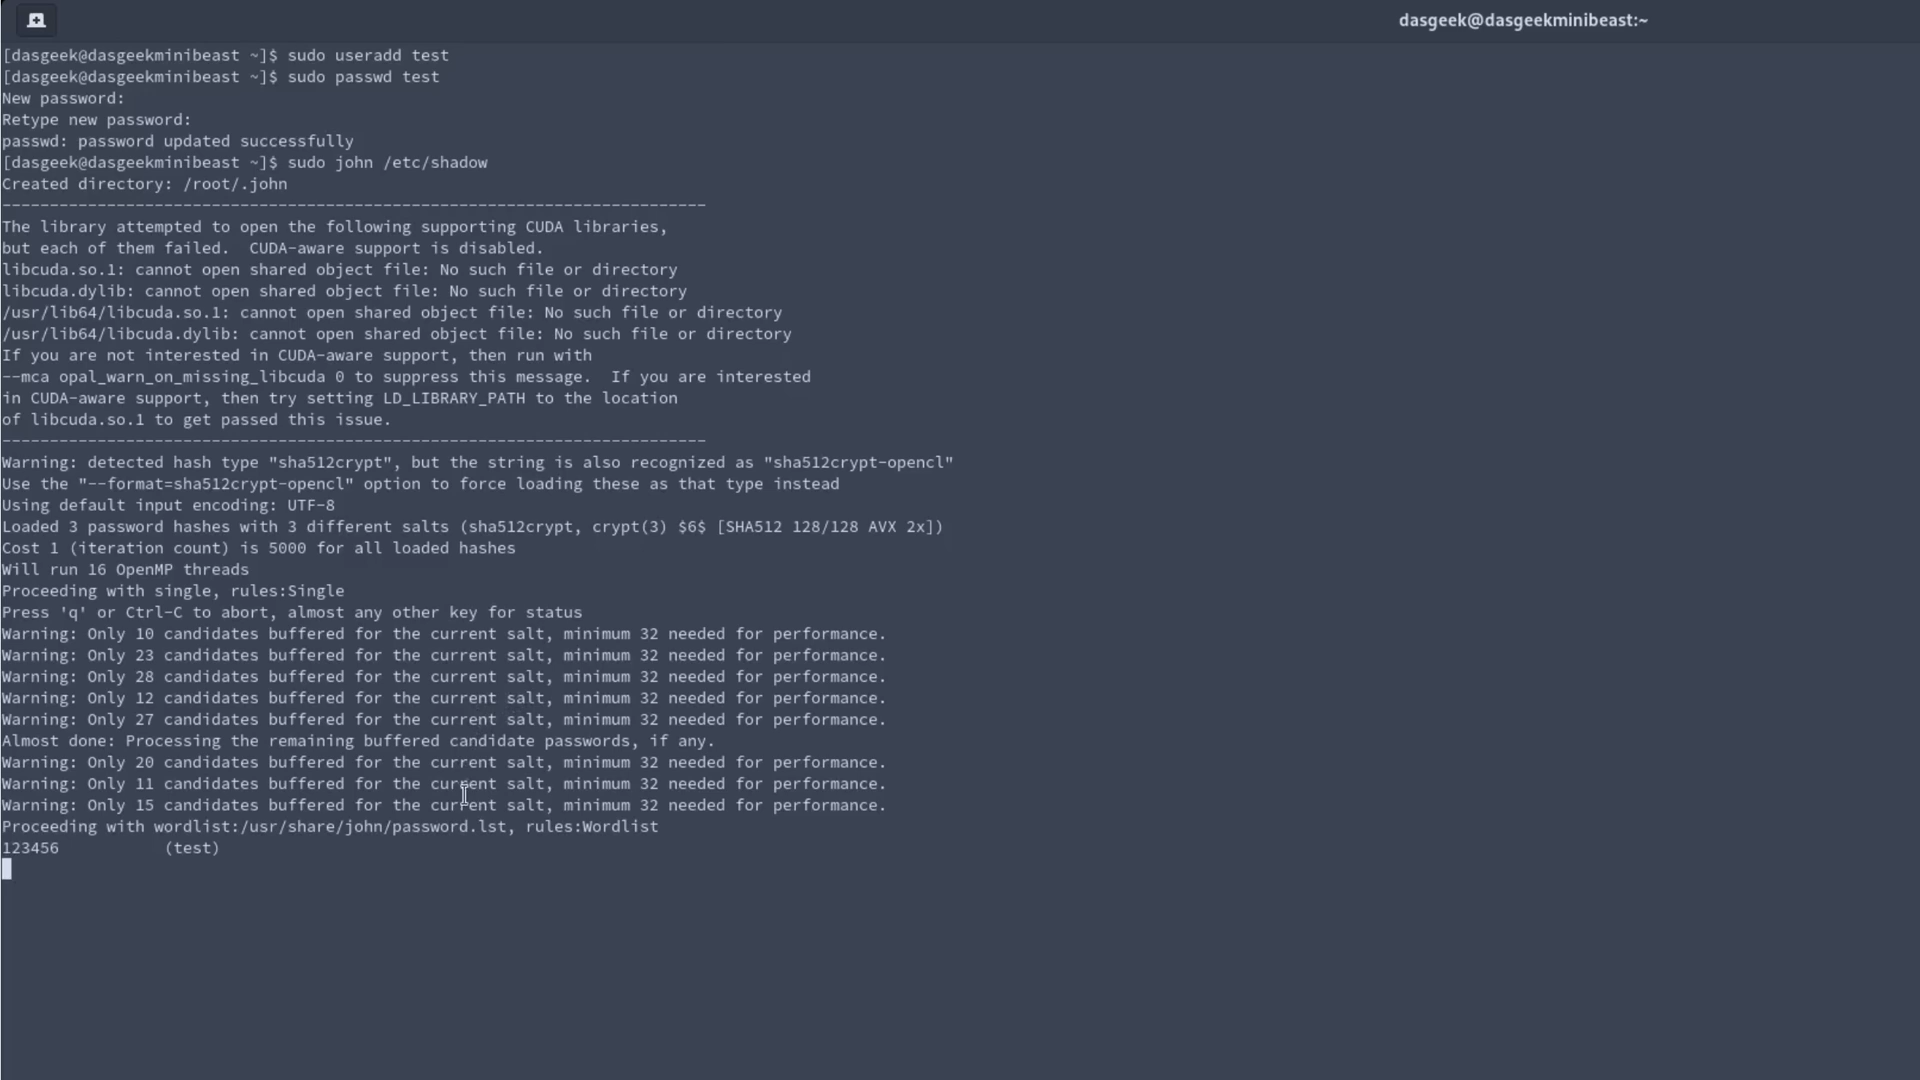 dasgeek@dasgeekminibeast:~
[dasgeek@dasgeekminibeast ~]$ sudo useradd test
[dasgeek@dasgeekminibeast ~]$ sudo passwd test
New password:
Retype new password:
passwd: password updated successfully
[dasgeek@dasgeekminibeast ~]$ sudo john /etc/shadow
Created directory: /root/.john
--------------------------------------------------------------------------
The library attempted to open the following supporting CUDA libraries,
but each of them failed.  CUDA-aware support is disabled.
libcuda.so.1: cannot open shared object file: No such file or directory
libcuda.dylib: cannot open shared object file: No such file or directory
/usr/lib64/libcuda.so.1: cannot open shared object file: No such file or directory
/usr/lib64/libcuda.dylib: cannot open shared object file: No such file or directory
If you are not interested in CUDA-aware support, then run with
--mca opal_warn_on_missing_libcuda 0 to suppress this message.  If you are interested
in CUDA-aware support, then try setting LD_LIBRARY_PATH to the location
of libcuda.so.1 to get passed this issue.
--------------------------------------------------------------------------
Warning: detected hash type "sha512crypt", but the string is also recognized as "sha512crypt-opencl"
Use the "--format=sha512crypt-opencl" option to force loading these as that type instead
Using default input encoding: UTF-8
Loaded 3 password hashes with 3 different salts (sha512crypt, crypt(3) $6$ [SHA512 128/128 AVX 2x])
Cost 1 (iteration count) is 5000 for all loaded hashes
Will run 16 OpenMP threads
Proceeding with single, rules:Single
Press 'q' or Ctrl-C to abort, almost any other key for status
Warning: Only 10 candidates buffered for the current salt, minimum 32 needed for performance.
Warning: Only 23 candidates buffered for the current salt, minimum 32 needed for performance.
Warning: Only 28 candidates buffered for the current salt, minimum 32 needed for performance.
Warning: Only 12 candidates buffered for the current salt, minimum 32 needed for performance.
Warning: Only 27 candidates buffered for the current salt, minimum 32 needed for performance.
Almost done: Processing the remaining buffered candidate passwords, if any.
Warning: Only 20 candidates buffered for the current salt, minimum 32 needed for performance.
Warning: Only 11 candidates buffered for the current salt, minimum 32 needed for performance.
Warning: Only 15 candidates buffered for the current salt, minimum 32 needed for performance.
Proceeding with wordlist:/usr/share/john/password.lst, rules:Wordlist
123456           (test)